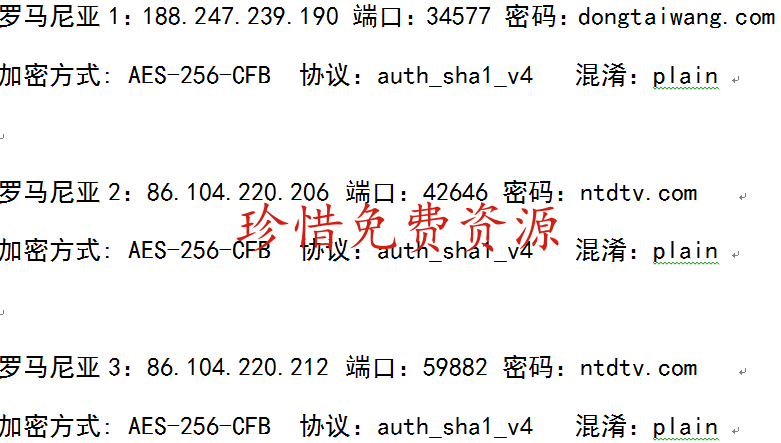 罗马尼亚1：188.247.239.190 端口：34577 密码：dongtaiwang.com
加密方式: AES-256-CFB 协议：auth_sha1_v4 混淆：plain
罗马尼亚2：86.104.220.206 端口：42646 密码：ntdtv.com
珍惜免费资源
加密方式: AES-256-CFB 协议：auth_sha1_v4 混淆：plain
罗马尼亚3：86.104.220.212 端口：59882 密码：ntdtv.com
加密方式: AES-256-CFB 协议：auth_sha1_v4 混淆：plain